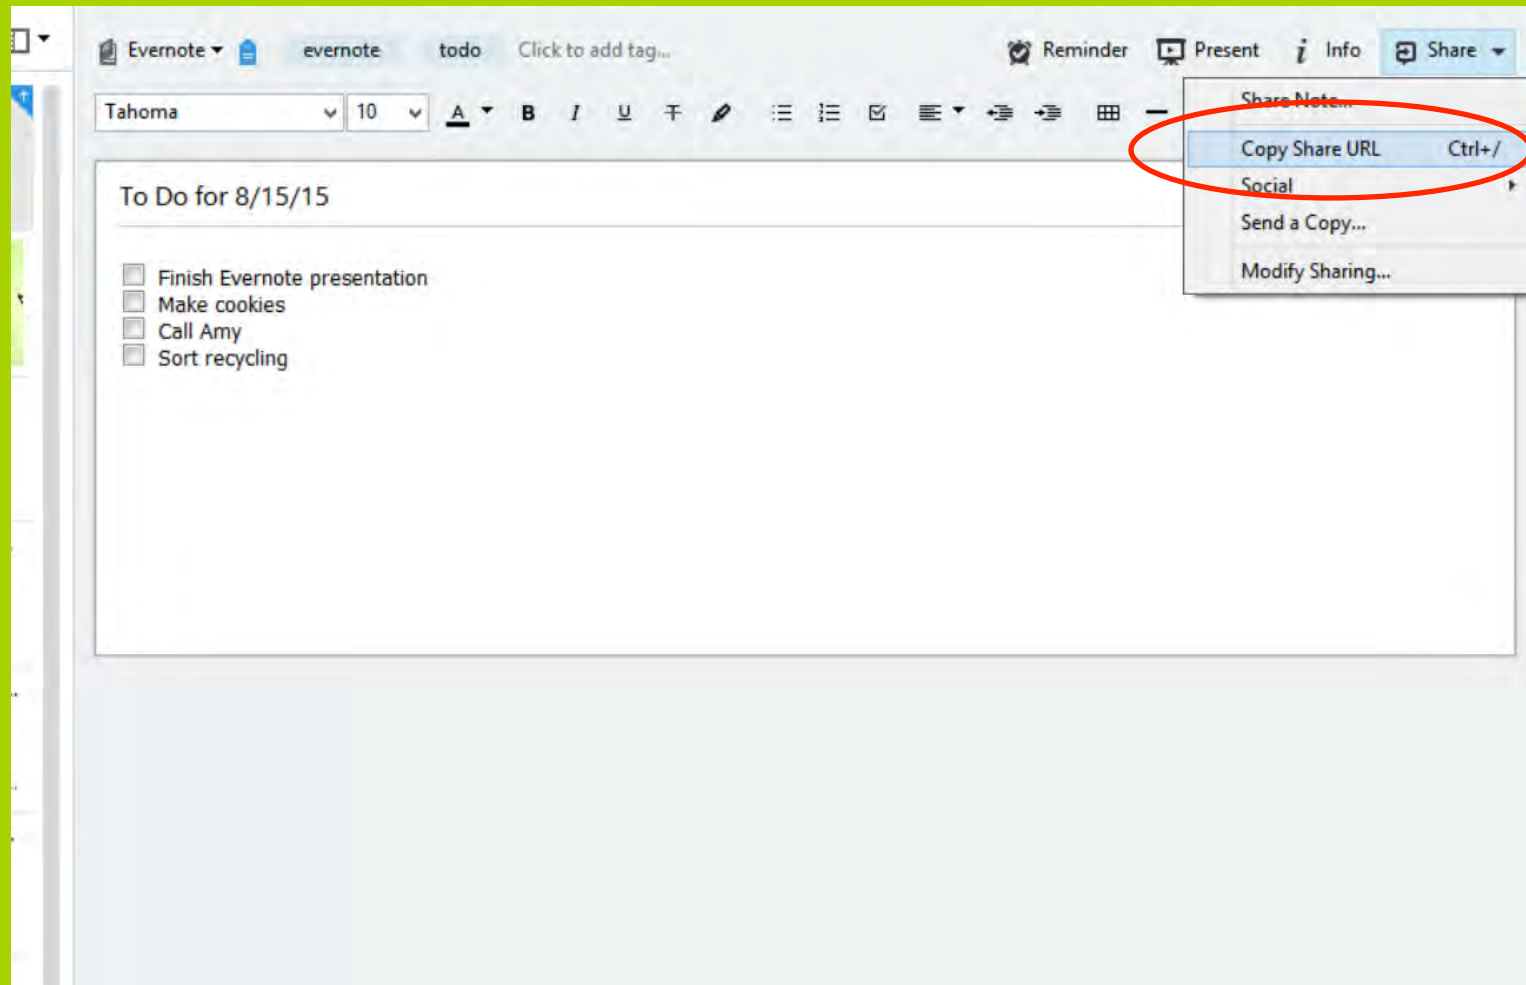 Evernote evernote todo Click to add tag... Reminder Present i Info Share
Tahoma 10 A B I U T
Share Note...
Copy Share URL Ctrl+/
Social
Send a Copy...
Modify Sharing...
To Do for 8/15/15
Finish Evernote presentation
Make cookies
Call Amy
Sort recycling